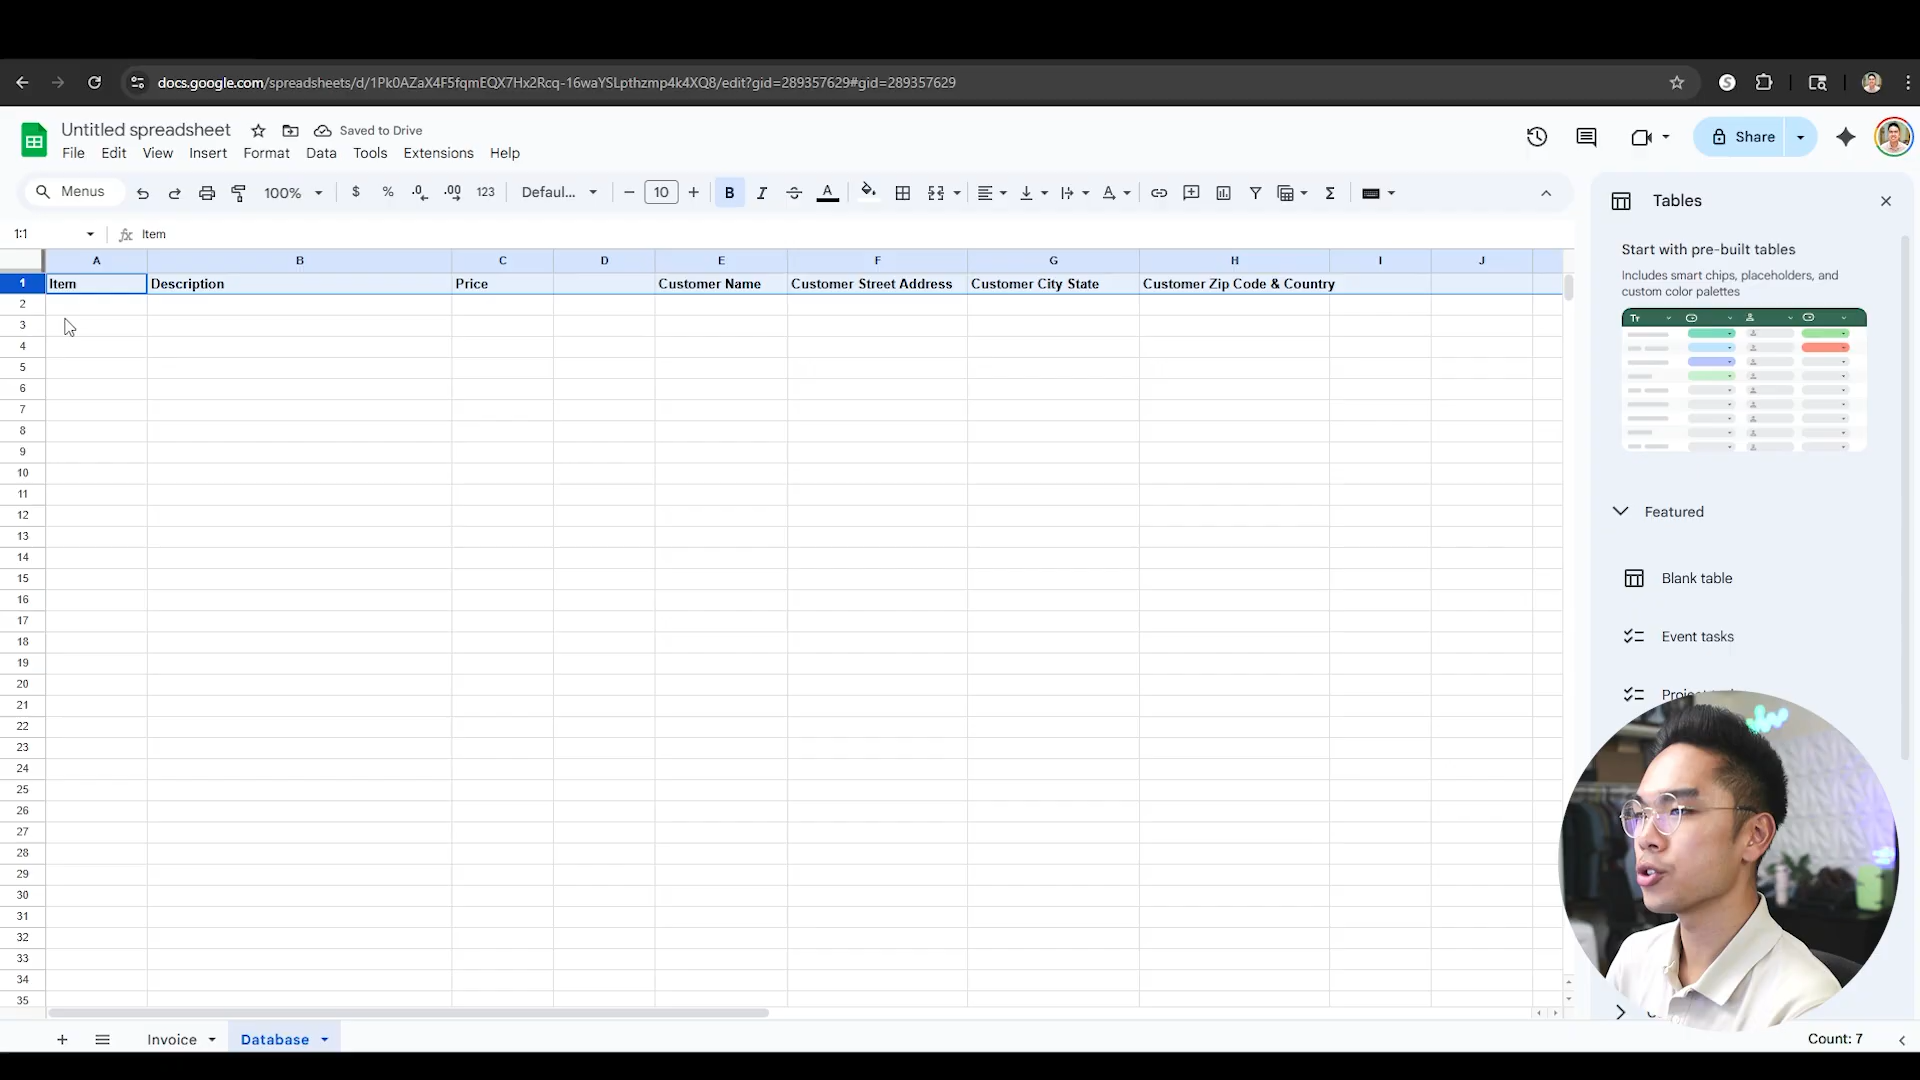 docs.google.com/spreadsheets/d/1Pk0AZaX4F5fqmEQX7Hx2Rcq-16waYSLpthzmp4k4XQ8/edit?gid=289357629#gid=289357629
Untitled spreadsheet Saved to Drive
File Edit View Insert Format Data Tools Extensions Help
Share
Menus 100% $ % .0 .00 123 Defaul... 10 B I A
1:1 fx Item
Tables
Start with pre-built tables
Includes smart chips, placeholders, and
custom color palettes
A B C D E F G H I J
1 Item Description Price Customer Name Customer Street Address Customer City State Customer Zip Code & Country
2
3
4
5
6
7
8
9
10
11
12
13
14
15
16
17
18
19
20
21
22
23
24
25
26
27
28
29
30
31
32
33
34
35
Tr
Featured
Blank table
Event tasks
Invoice Database
Count: 7